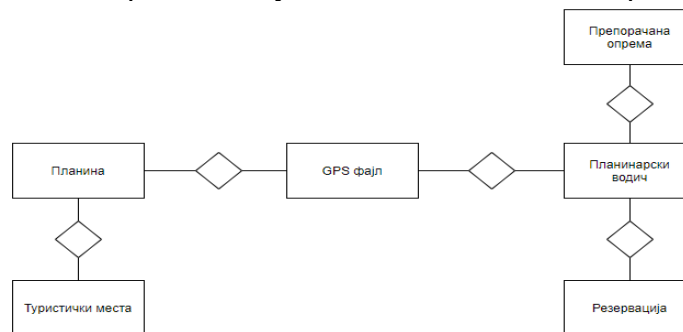 Препорачана
опрема
Планина
GPS фајл
Планинарски
водич
Туристички места
Резервација